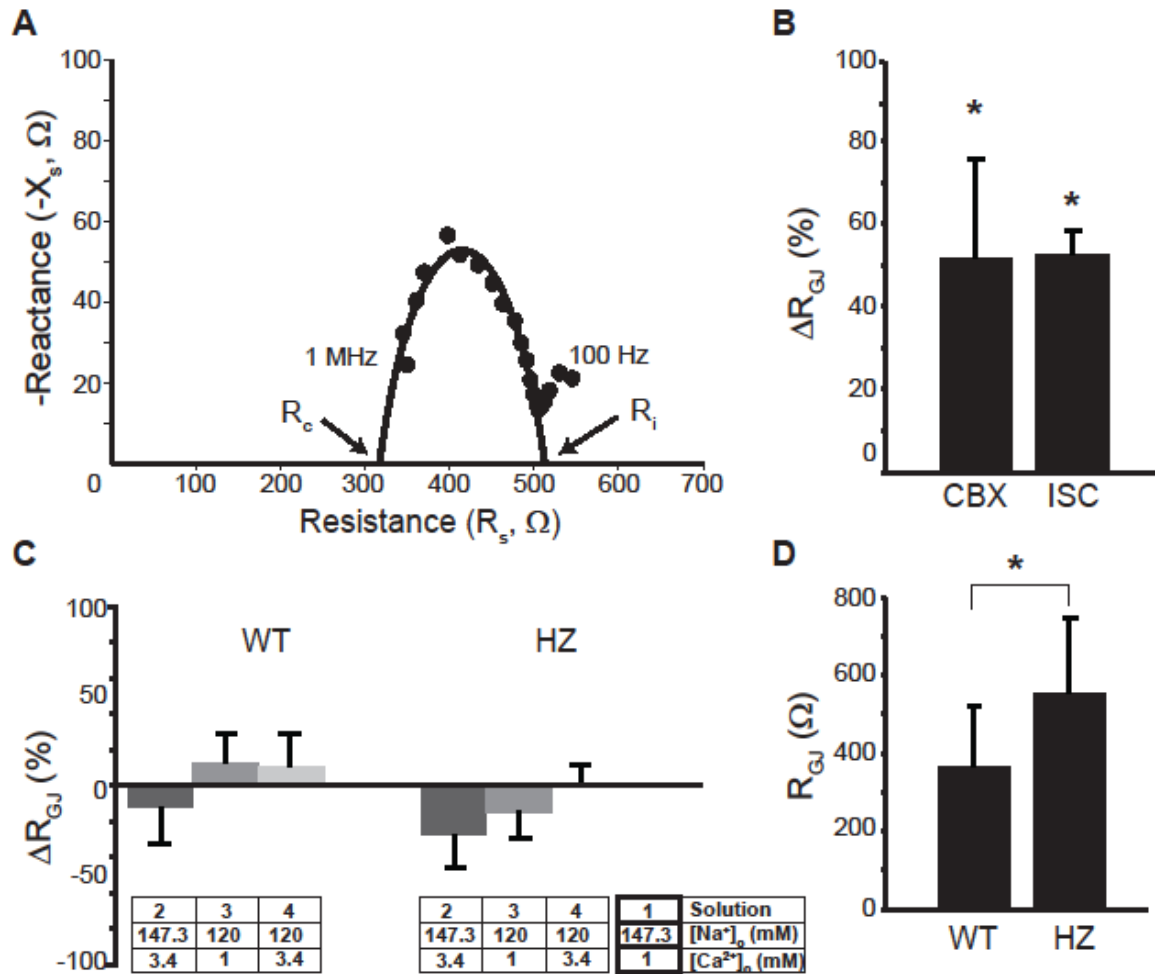 A
-Reactance (-Xs, Ω)
100
80
60
40
20
0
100
200
300
400
500
600
700
1 MHz
100 Hz
Rc
Ri
Resistance (Rs, Ω)
B
ΔRGJ (%)
100
80
60
40
20
0
*
*
CBX
ISC
C
ΔRGJ (%)
100
50
0
-50
-100
WT
HZ
2 3 4
147.3 120 120
3.4 1 3.4
2 3 4 1 Solution
147.3 120 120 147.3 [Na+]o (mM)
3.4 1 3.4 1 [Ca2+]o (mM)
D
RGJ (Ω)
800
600
400
200
0
*
WT
HZ